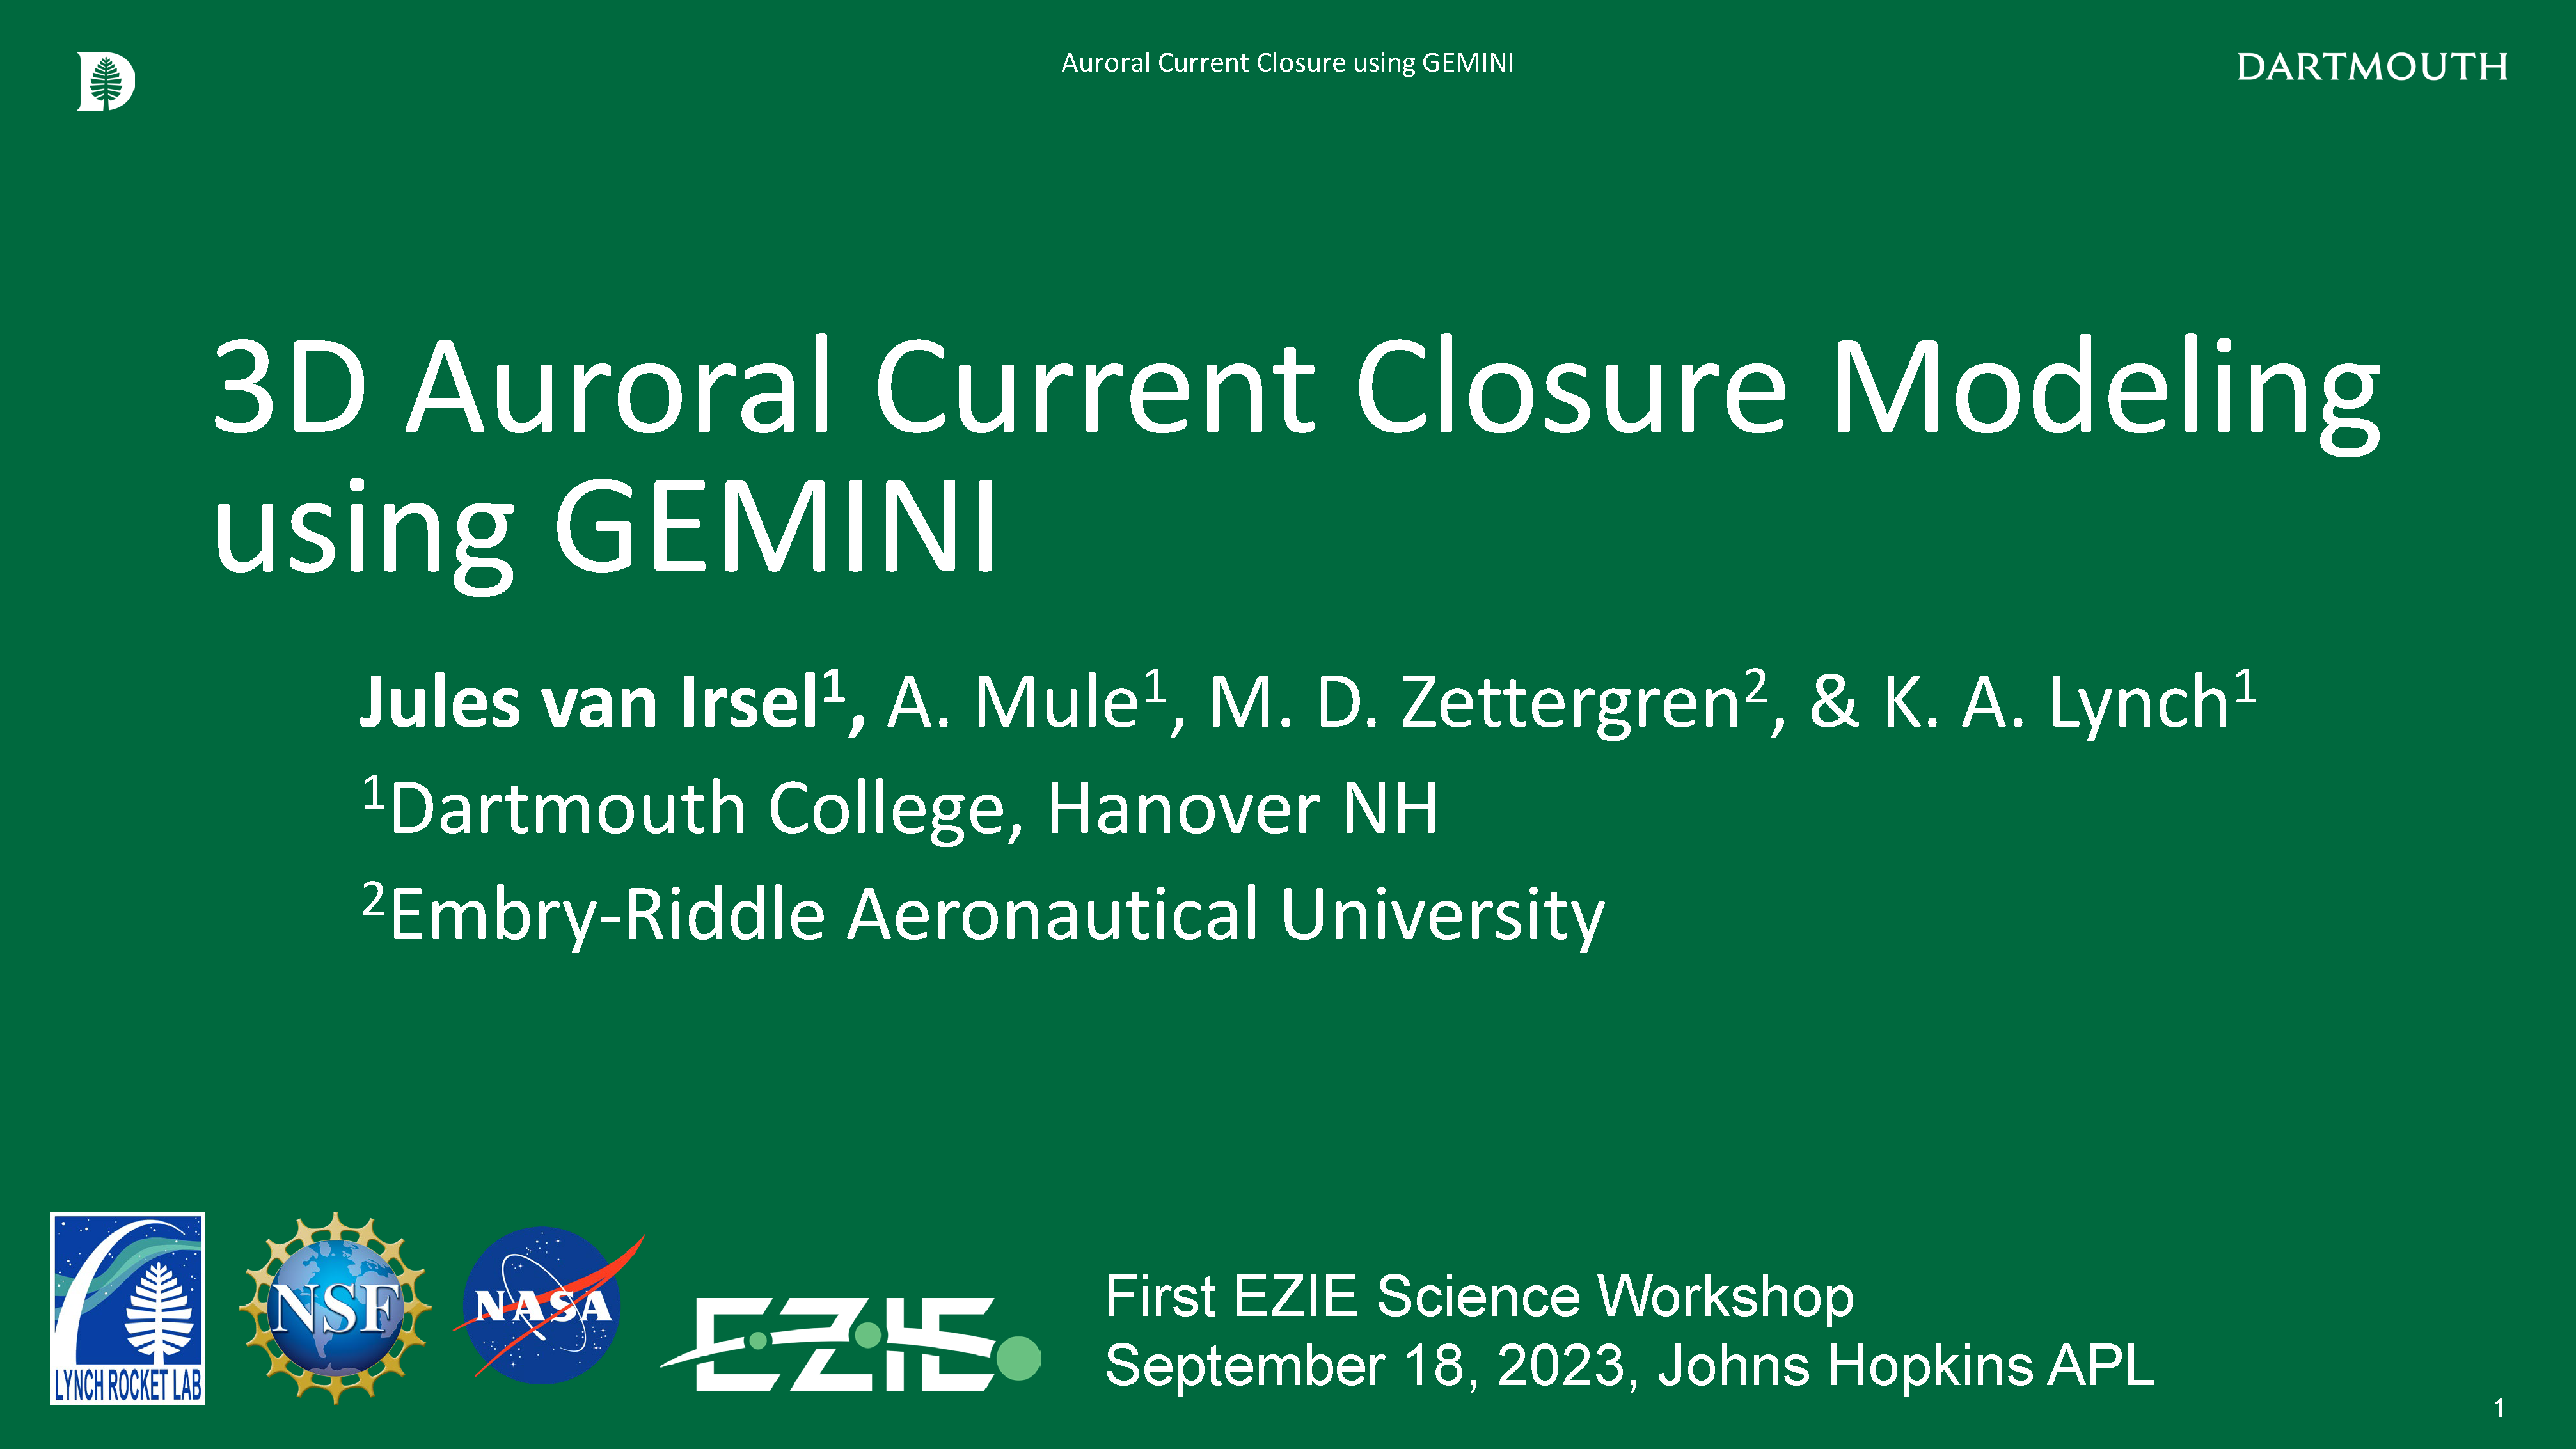 Auroral Current Closure using GEMINI
DARTMOUTH
3D Auroral Current Closure Modeling
using GEMINI
Jules van Irsel¹, A. Mule¹, M. D. Zettergren², & K. A. Lynch¹
¹Dartmouth College, Hanover NH
²Embry-Riddle Aeronautical University
LYNCH ROCKET LAB
NSF
NASA
EZIE
First EZIE Science Workshop
September 18, 2023, Johns Hopkins APL
1